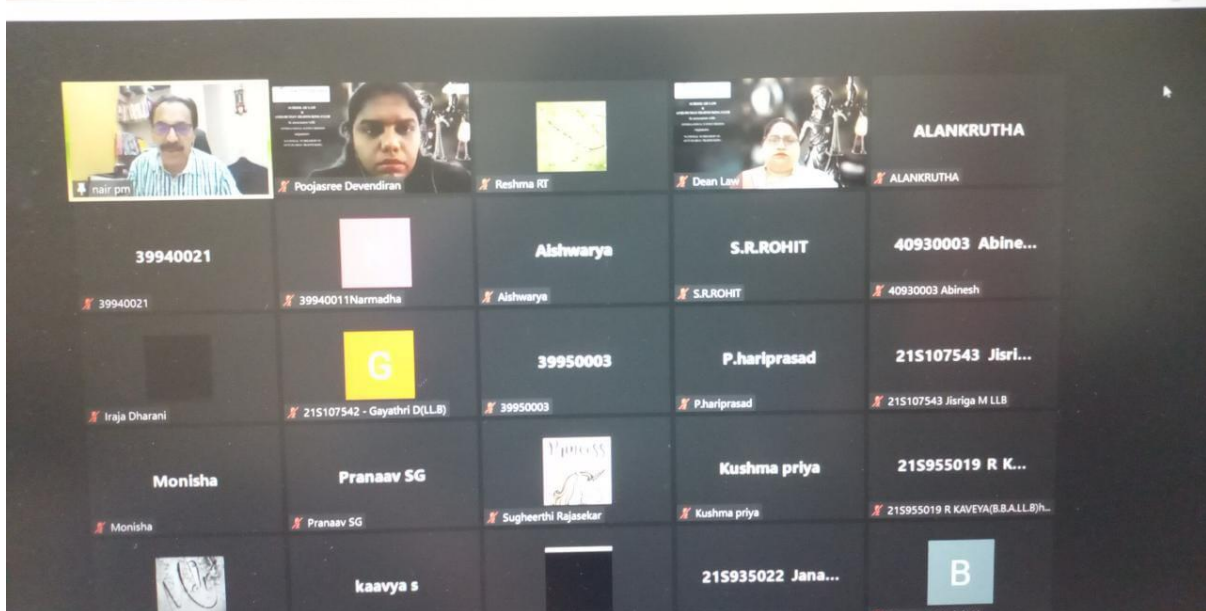 nair pm
Poojasree Devendiran
Reshma RT
Dean Law
ALANKRUTHA
ALANKRUTHA
39940021
39940021
39940011Narmadha
Aishwarya
Aishwarya
S.R.ROHIT
S.R.ROHIT
40930003 Abine...
40930003 Abinesh
Iraja Dharani
G
21S107542 - Gayathri D(LL.B)
39950003
39950003
P.hariprasad
P.hariprasad
21S107543 Jisri...
21S107543 Jisriga M LLB
Monisha
Monisha
Pranaav SG
Pranaav SG
Princess
Sugheerthi Rajasekar
Kushma priya
Kushma priya
21S955019 R K...
21S955019 R KAVEYA(B.B.A.LL.B)h...
kaavya s
21S935022 Jana...
B